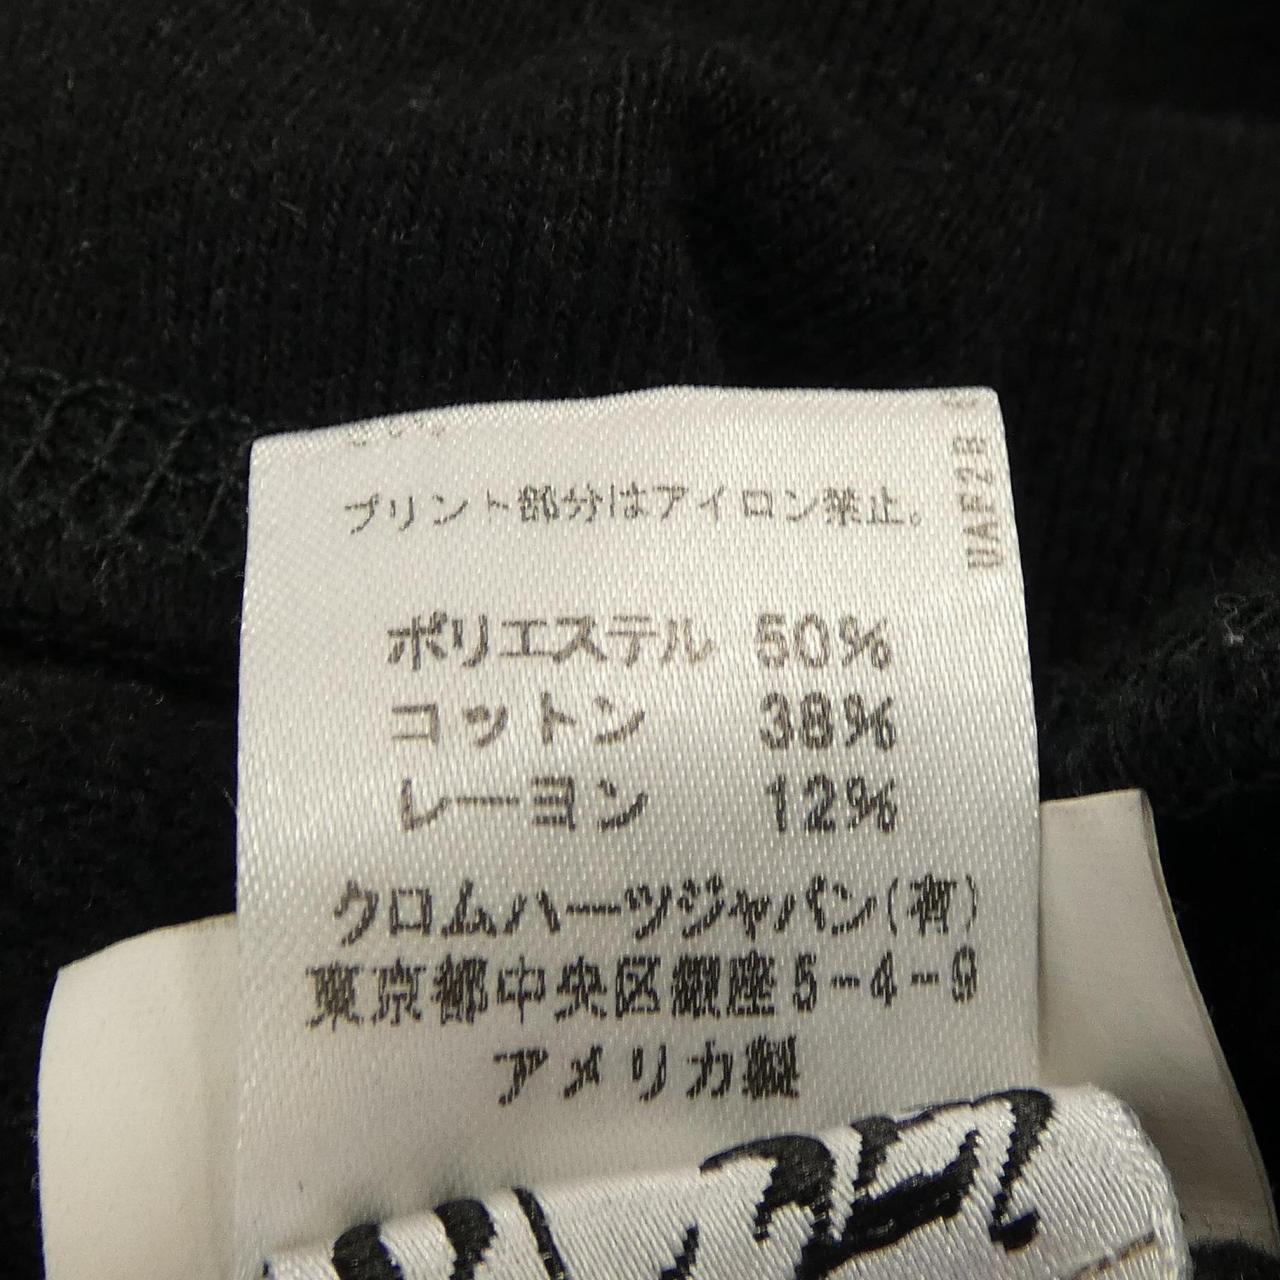 プリント部分はアイロン禁止。
ポリエステル 50%
コットン 38%
レーヨン 12%
クロムハーツジャパン(有)
東京都中央区銀座5-4-9
アメリカ製